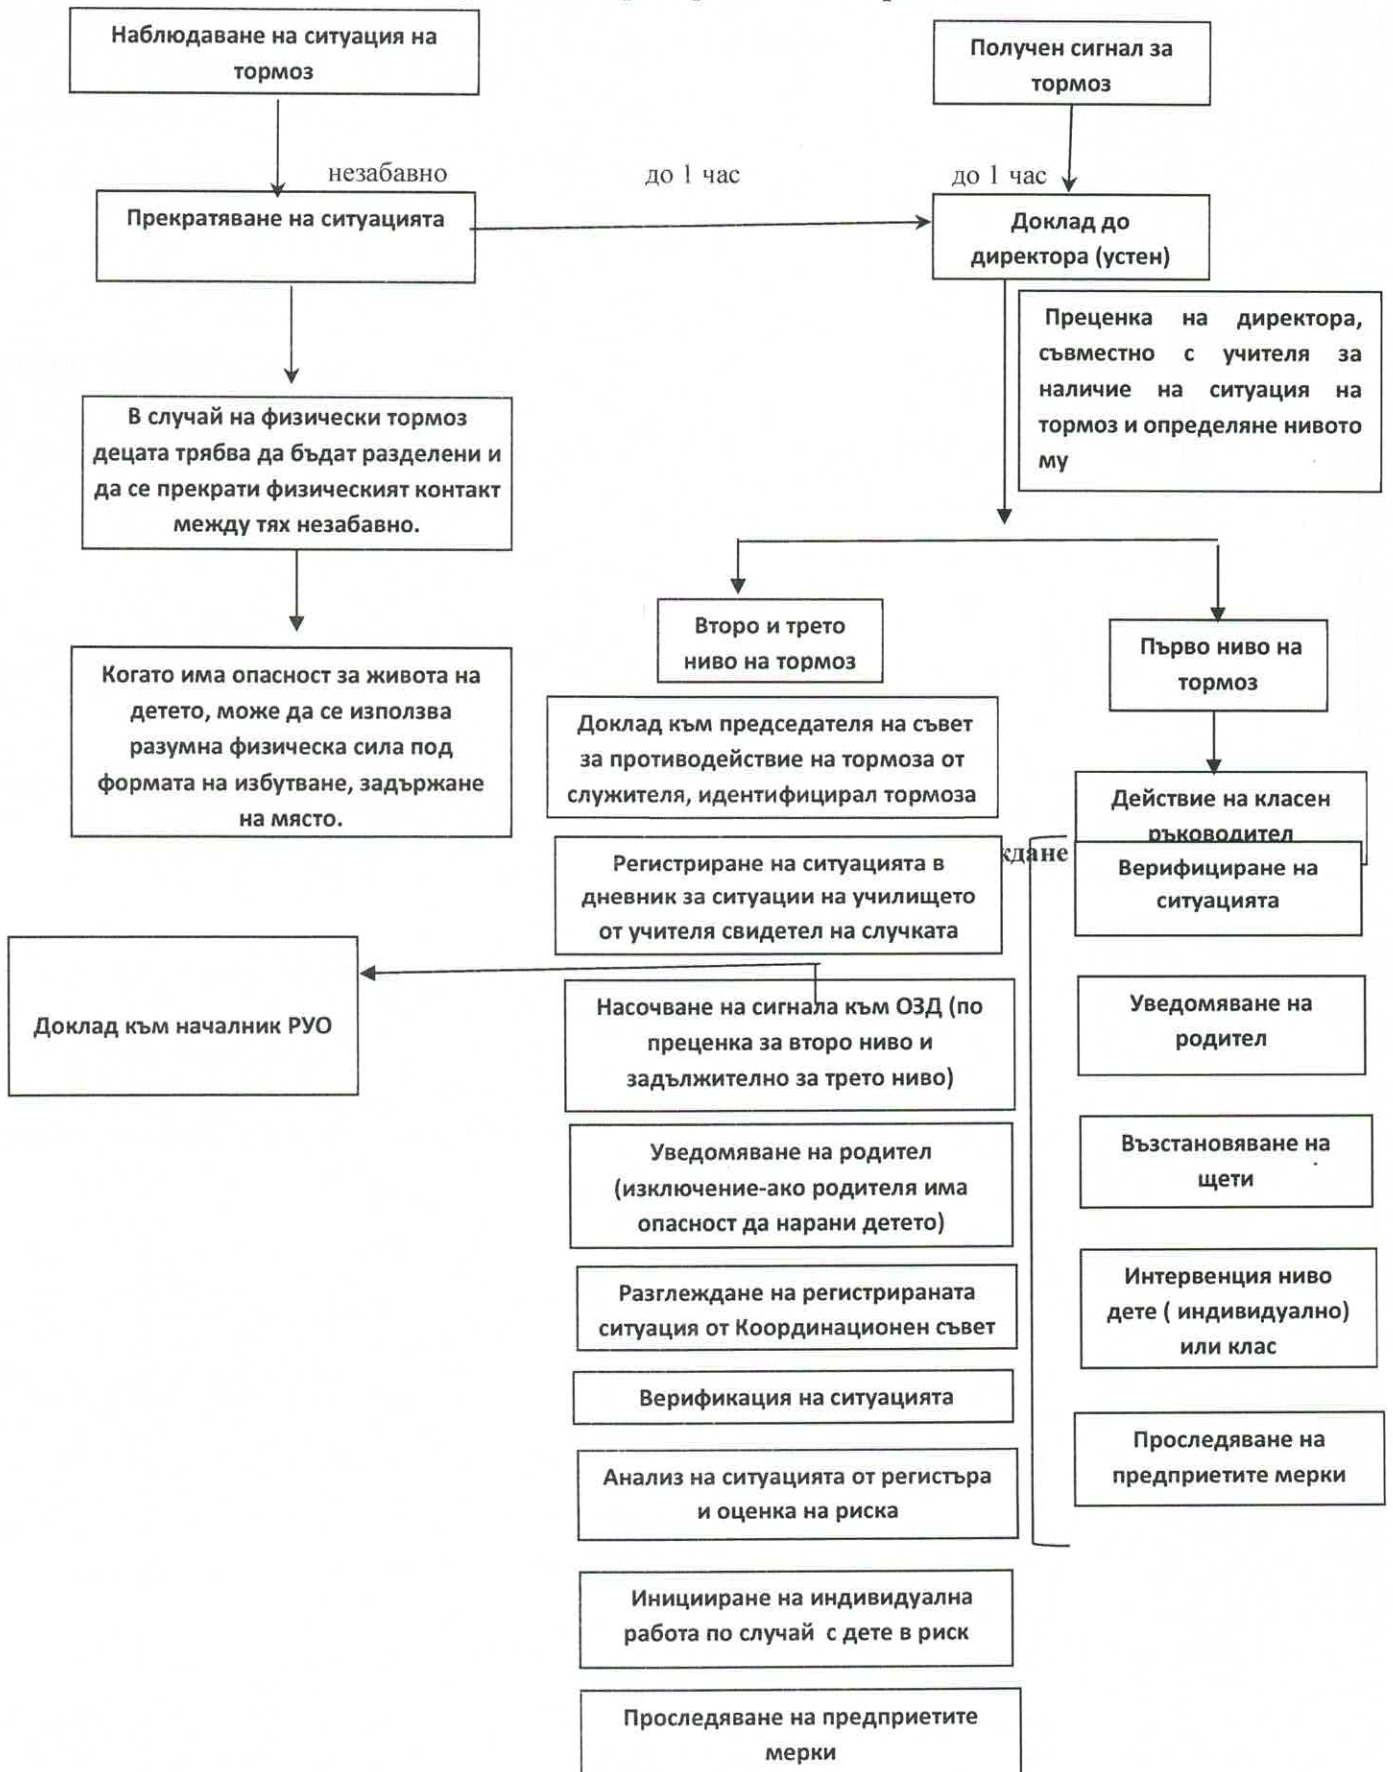 Наблюдаване на ситуация на
тормоз
Получен сигнал за
тормоз
незабавно
до 1 час
до 1 час
Прекратяване на ситуацията
Доклад до
директора (устен)
Преценка на директора,
съвместно с учителя за
наличие на ситуация на
тормоз и определяне нивото
му
В случай на физически тормоз
децата трябва да бъдат разделени и
да се прекрати физическият контакт
между тях незабавно.
Когато има опасност за живота на
детето, може да се използва
разумна физическа сила под
формата на избутване, задържане
на място.
Второ и трето
ниво на тормоз
Първо ниво на
тормоз
Доклад към председателя на съвет
за противодействие на тормоза от
служителя, идентифицирал тормоза
Действие на класен
ръководител
Регистриране на ситуацията в
дневник за ситуации на училището
от учителя свидетел на случката
ждане
Верифициране на
ситуацията
Доклад към началник РУО
Насочване на сигнала към ОЗД (по
преценка за второ ниво и
задължително за трето ниво)
Уведомяване на
родител
Уведомяване на родител
(изключение-ако родителя има
опасност да нарани детето)
Възстановяване на
щети
Разглеждане на регистрираната
ситуация от Координационен съвет
Интервенция ниво
дете ( индивидуално)
или клас
Верификация на ситуацията
Анализ на ситуацията от регистъра
и оценка на риска
Проследяване на
предприетите мерки
Иницииране на индивидуална
работа по случай с дете в риск
Проследяване на предприетите
мерки